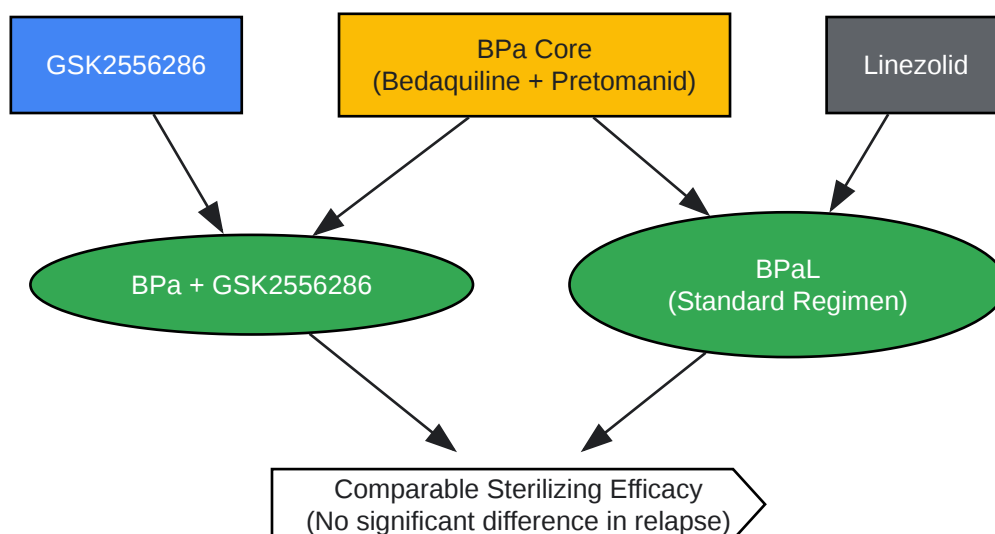 GSK2556286
BPa Core
(Bedaquiline + Pretomanid)
Linezolid
BPa + GSK2556286
BPaL
(Standard Regimen)
Comparable Sterilizing Efficacy
(No significant difference in relapse)